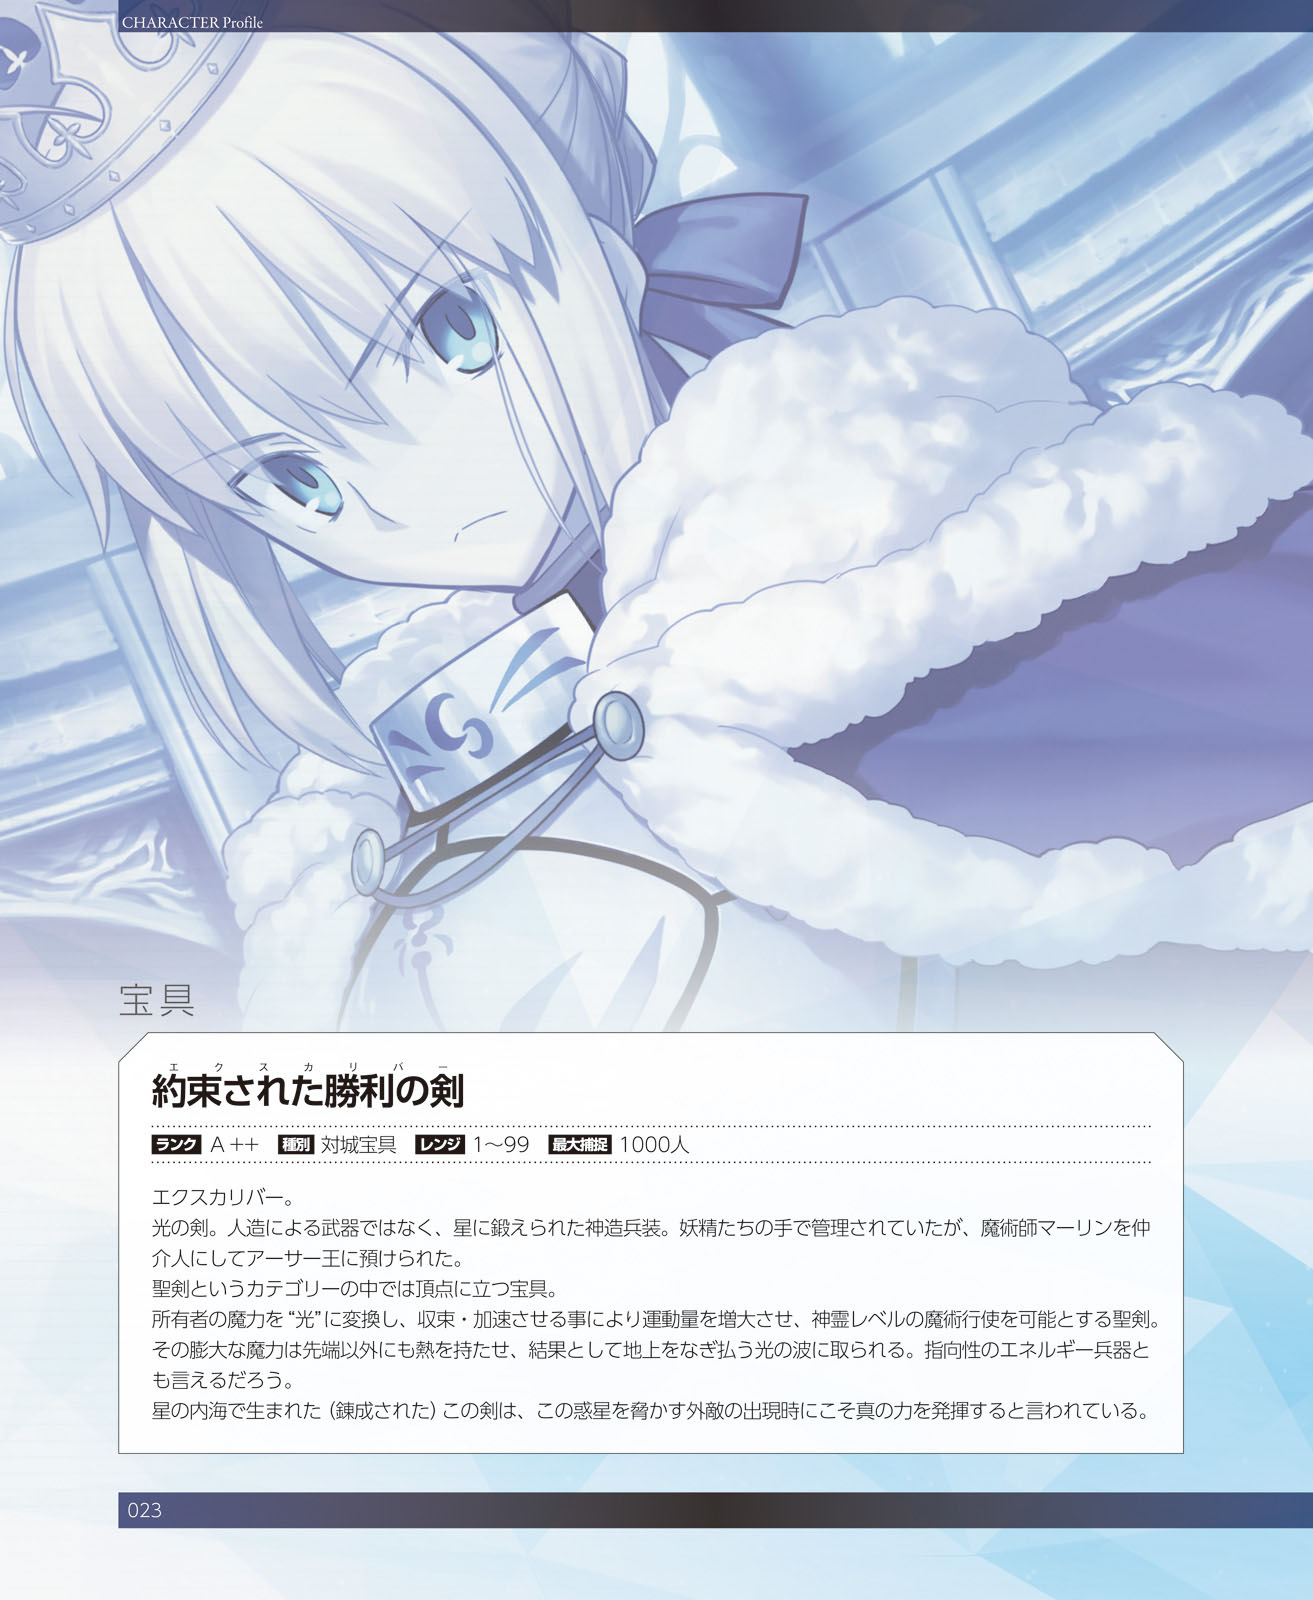 CHARACTER Profile
宝具
エクスカリバー
約束された勝利の剣
ランク A++ 種別 対城宝具 レンジ 1～99 最大捕捉 1000人
エクスカリバー。
光の剣。人造による武器ではなく、星に鍛えられた神造兵装。妖精たちの手で管理されていたが、魔術師マーリンを仲
介人にしてアーサー王に預けられた。
聖剣というカテゴリーの中では頂点に立つ宝具。
所有者の魔力を“光”に変換し、収束・加速させる事により運動量を増大させ、神霊レベルの魔術行使を可能とする聖剣。
その膨大な魔力は先端以外にも熱を持たせ、結果として地上をなぎ払う光の波に取られる。指向性のエネルギー兵器と
も言えるだろう。
星の内海で生まれた（錬成された）この剣は、この惑星を脅かす外敵の出現時にこそ真の力を発揮すると言われている。
023